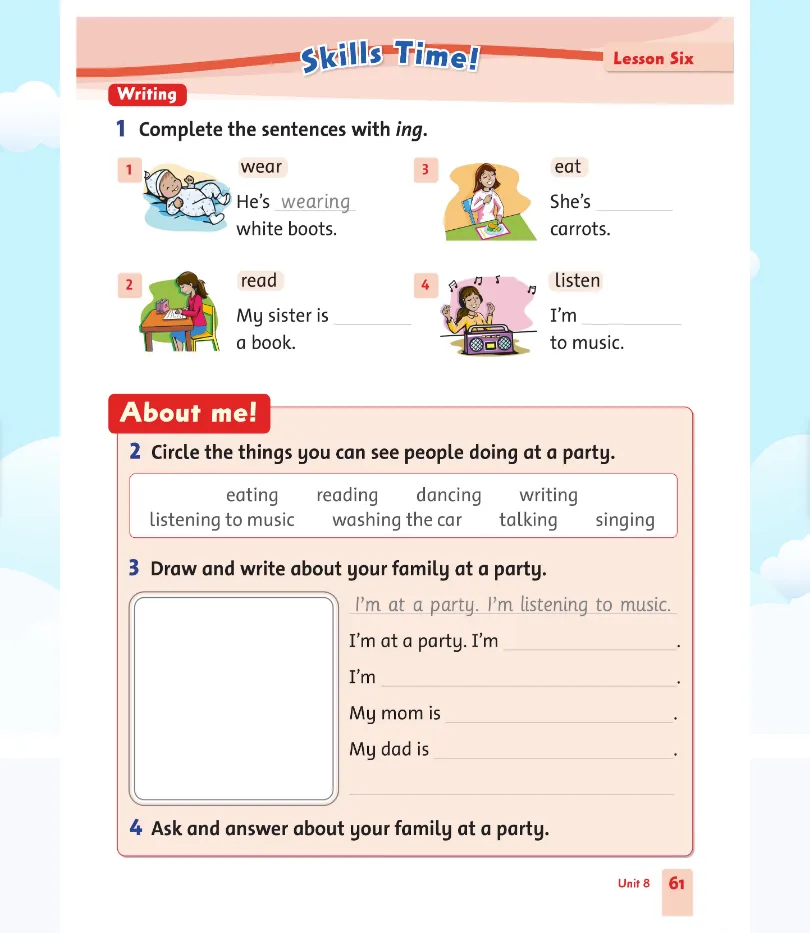 Skills Time!
Lesson Six
Writing
1 Complete the sentences with ing.
1 wear
He's wearing
white boots.
2 read
My sister is
a book.
3 eat
She's
carrots.
4 listen
I'm
to music.
About me!
2 Circle the things you can see people doing at a party.
eating reading dancing writing
listening to music washing the car talking singing
3 Draw and write about your family at a party.
I'm at a party. I'm listening to music.
I'm at a party. I'm .
I'm .
My mom is .
My dad is .
4 Ask and answer about your family at a party.
Unit 8 61